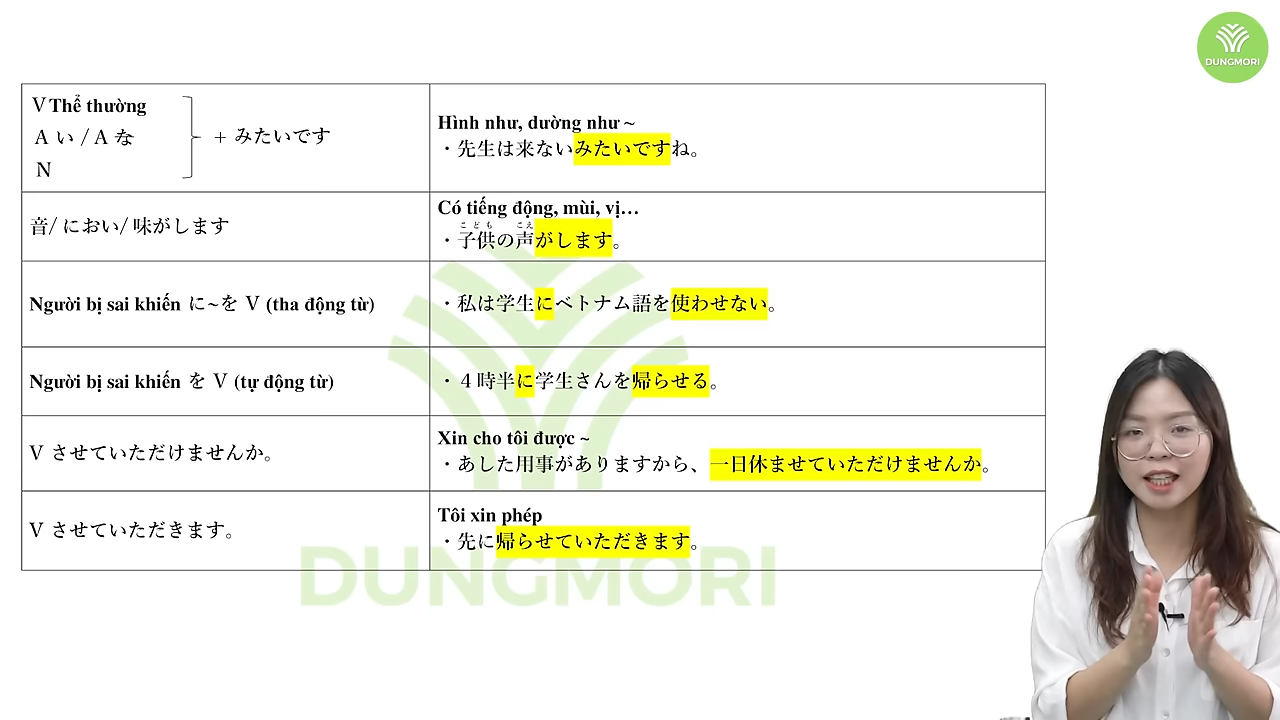 DUNGMORI
V Thể thường
A い / A な
N
+ みたいです
Hình như, dường như ~
・先生は来ないみたいですね。
音/ におい/ 味がします
Có tiếng động, mùi, vị…
こども こえ
・子供の声がします。
Người bị sai khiến に~を V (tha động từ)
・私は学生にベトナム語を使わせない。
Người bị sai khiến を V (tự động từ)
・４時半に学生さんを帰らせる。
V させていただけませんか。
Xin cho tôi được ~
・あした用事がありますから、一日休ませていただけませんか。
V させていただきます。
Tôi xin phép
・先に帰らせていただきます。
DUNGMORI